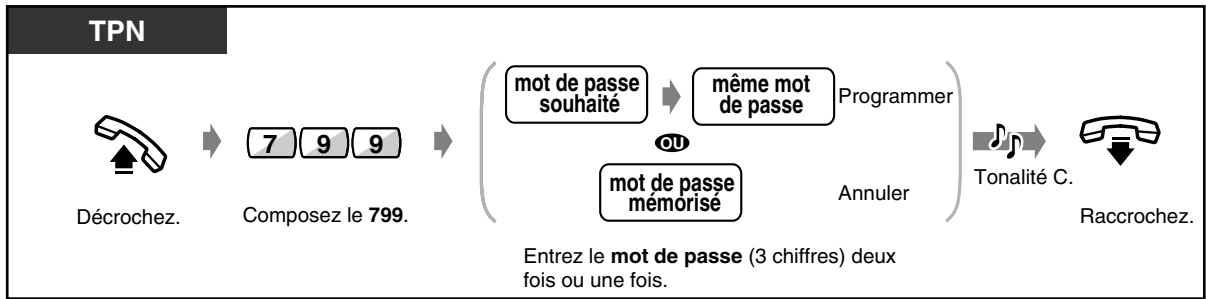 TPN
mot de passe
souhaité
même mot
de passe
Programmer
7 9 9
OU
mot de passe
mémorisé
Annuler
Tonalité C.
Décrochez.
Composez le 799.
Raccrochez.
Entrez le mot de passe (3 chiffres) deux
fois ou une fois.